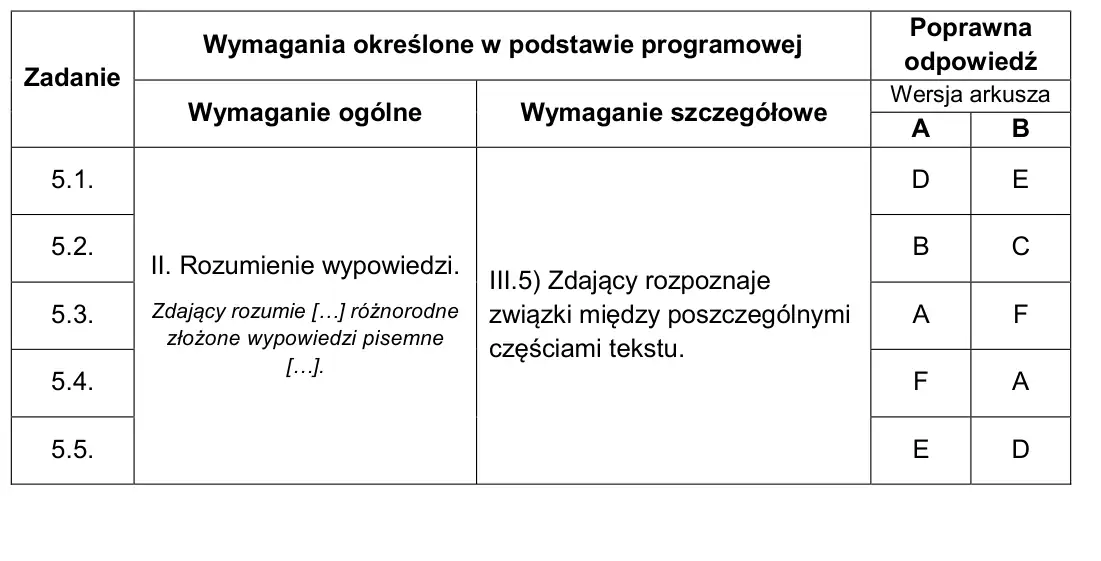 Zadanie
Wymagania określone w podstawie programowej
Poprawna
odpowiedź
Wymaganie ogólne
Wymaganie szczegółowe
Wersja arkusza
A B
5.1. D E
5.2. B C
5.3. A F
5.4. F A
5.5. E D
II. Rozumienie wypowiedzi.
Zdający rozumie […] różnorodne
złożone wypowiedzi pisemne
[…].
III.5) Zdający rozpoznaje
związki między poszczególnymi
częściami tekstu.